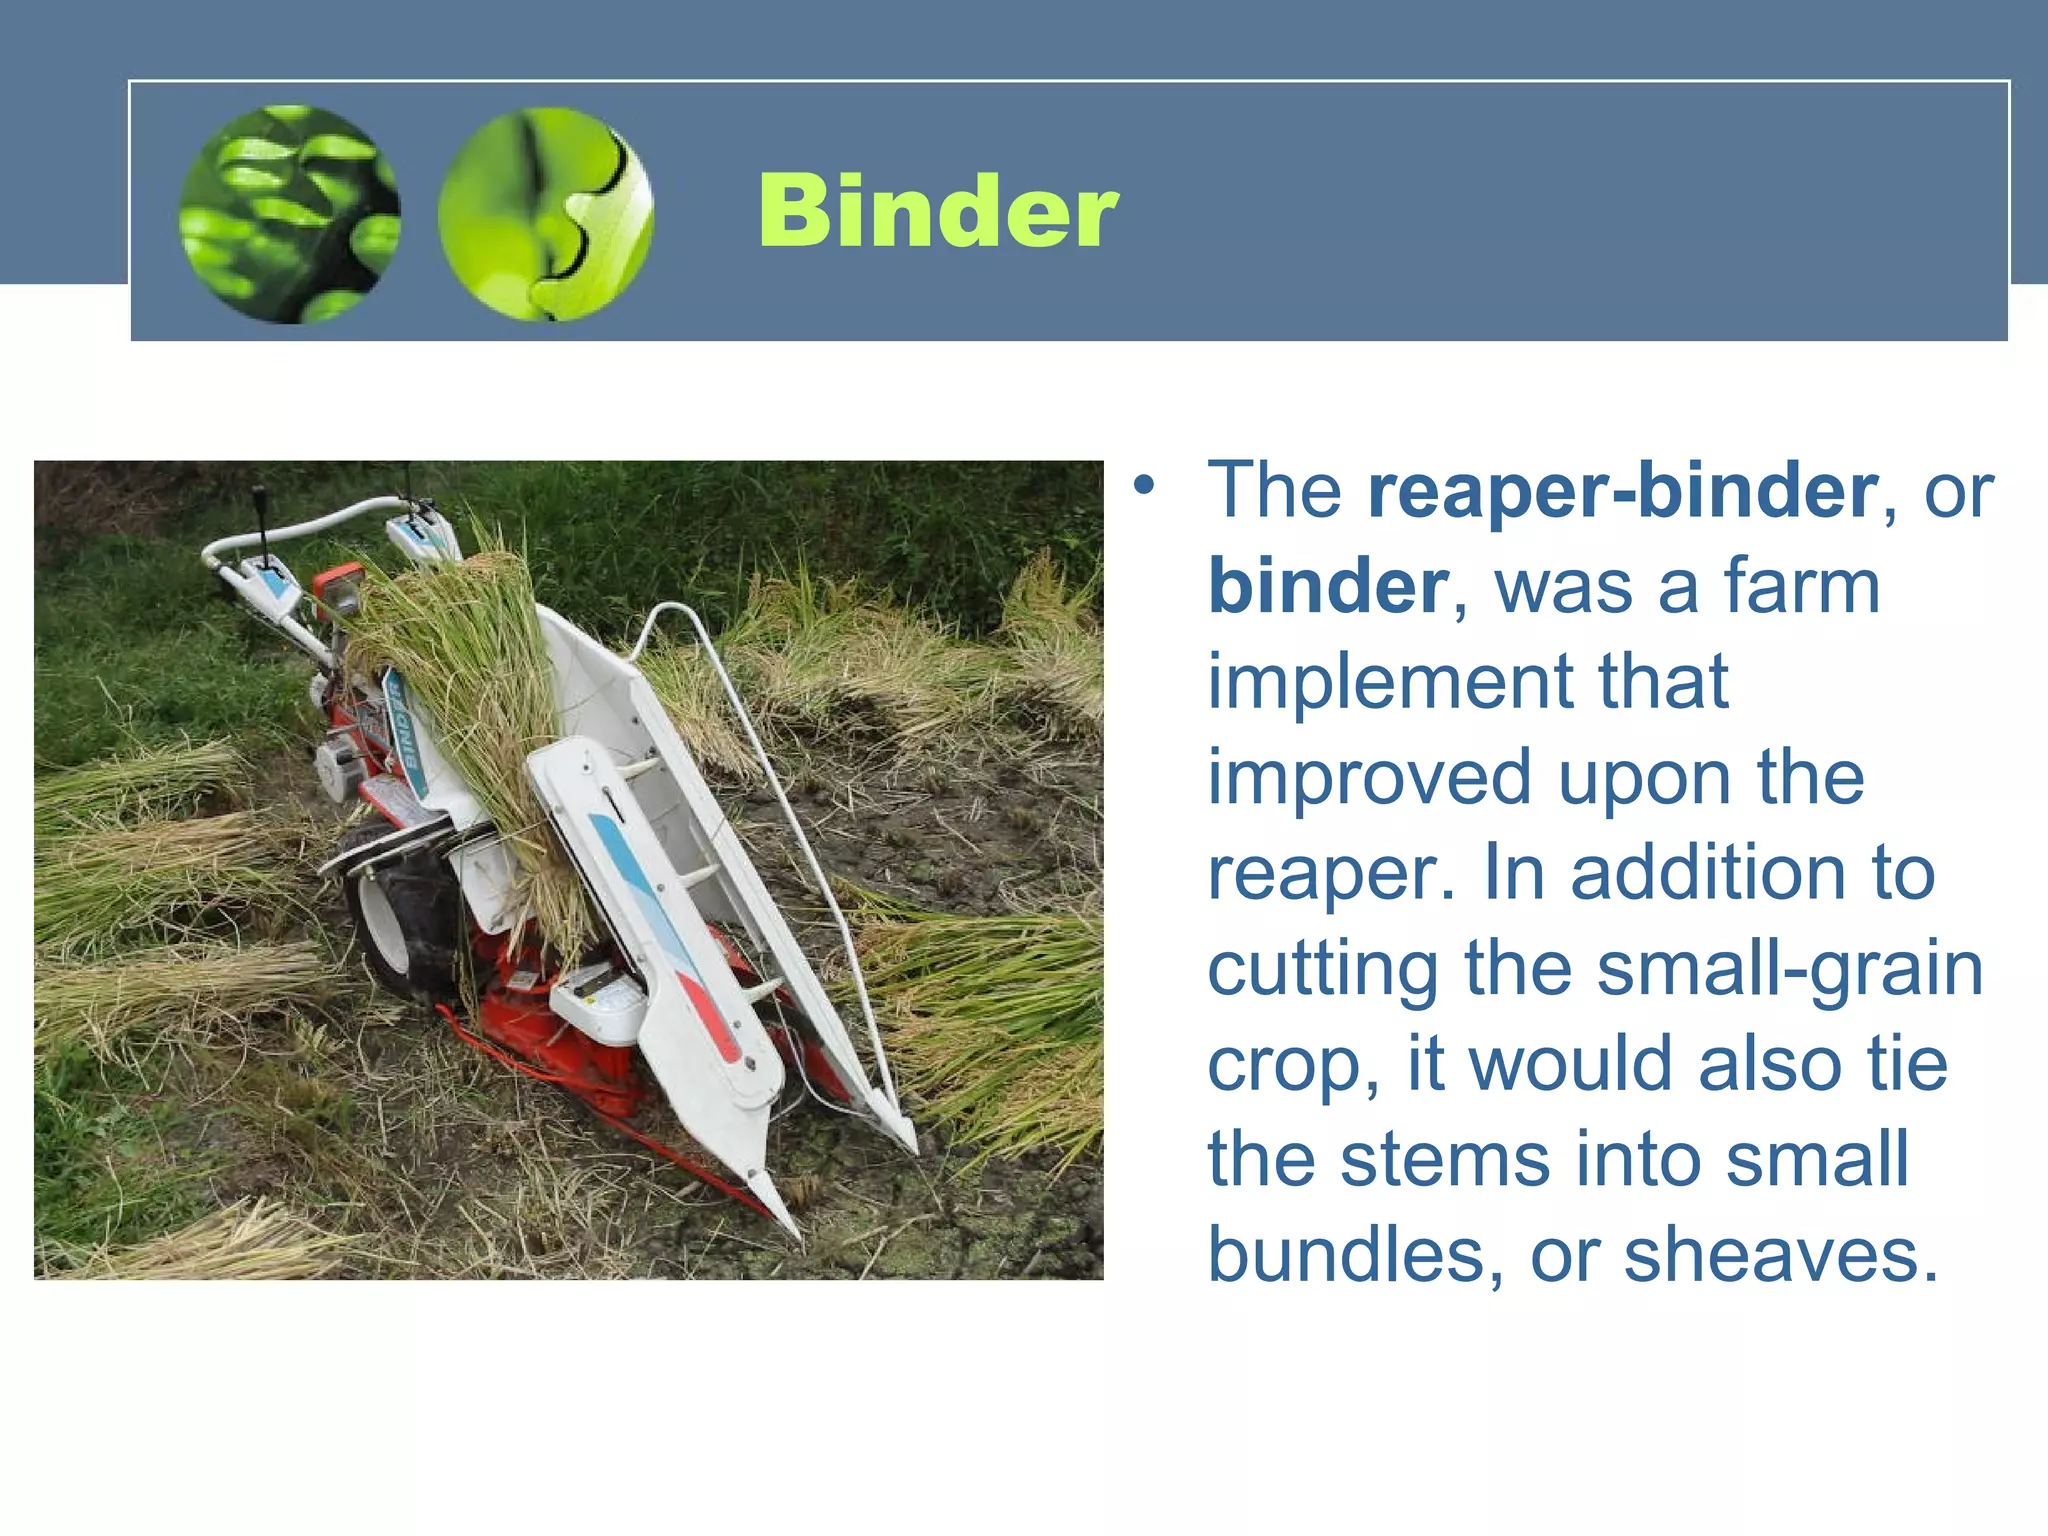 Binder
• The reaper-binder, or
binder, was a farm
implement that
improved upon the
reaper. In addition to
cutting the small-grain
crop, it would also tie
the stems into small
bundles, or sheaves.
BINDER